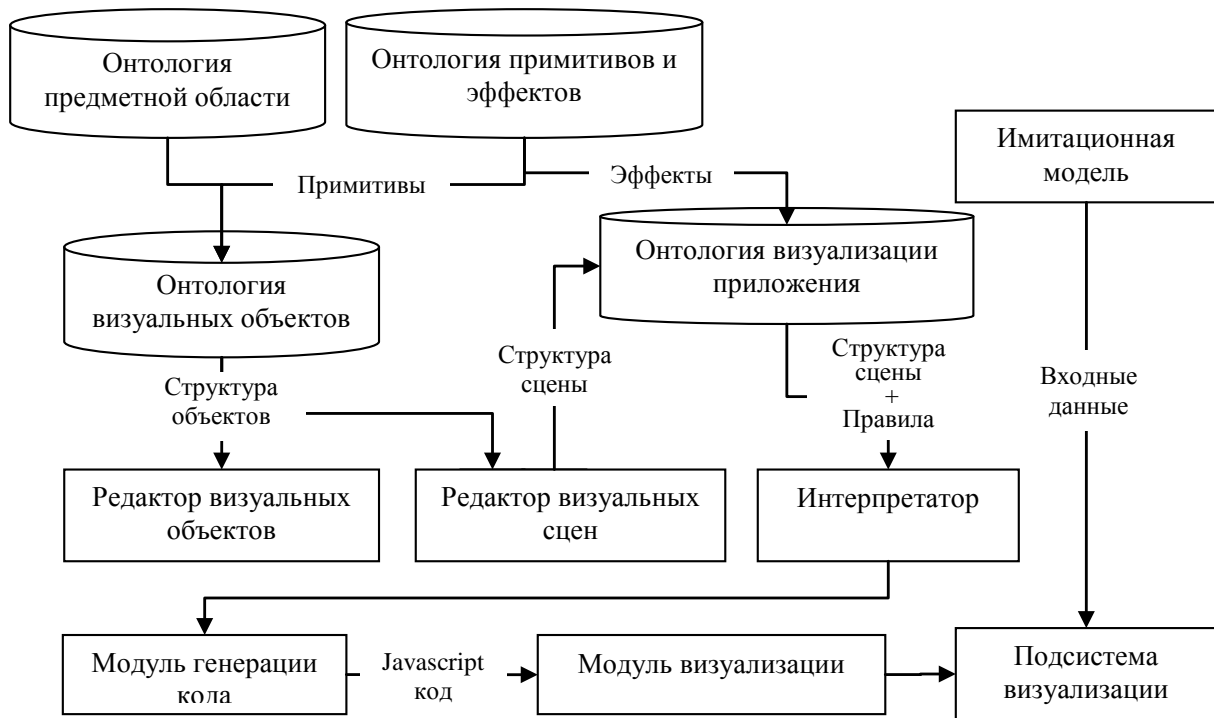 Онтология
предметной области
Онтология примитивов и
эффектов
Имитационная
модель
Примитивы
Эффекты
Онтология
визуальных объектов
Онтология визуализации
приложения
Структура
объектов
Структура
сцены
Структура
сцены
+
Правила
Входные
данные
Редактор визуальных
объектов
Редактор визуальных
сцен
Интерпретатор
Модуль генерации
кода
Javascript
код
Модуль визуализации
Подсистема
визуализации